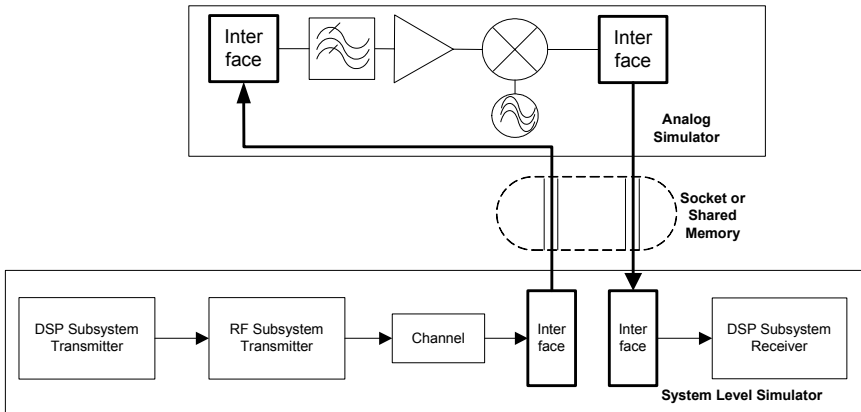 Inter
face
Inter
face
Analog
Simulator
Socket or
Shared
Memory
DSP Subsystem
Transmitter
RF Subsystem
Transmitter
Channel
Inter
face
Inter
face
DSP Subsystem
Receiver
System Level Simulator